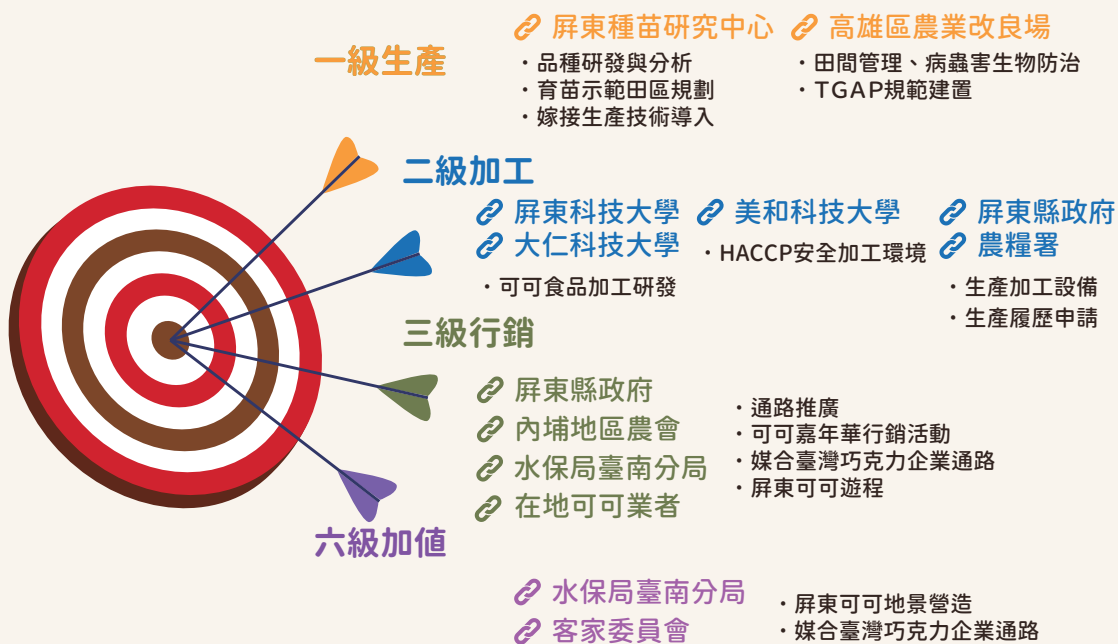 一級生產
屏東種苗研究中心
・品種研發與分析
・育苗示範田區規劃
・嫁接生產技術導入
高雄區農業改良場
・田間管理、病蟲害生物防治
・TGAP規範建置
二級加工
屏東科技大學
大仁科技大學
・可可食品加工研發
美和科技大學
・HACCP安全加工環境
屏東縣政府
農糧署
・生產加工設備
・生產履歷申請
三級行銷
屏東縣政府
內埔地區農會
水保局臺南分局
在地可可業者
・通路推廣
・可可嘉年華行銷活動
・媒合臺灣巧克力企業通路
・屏東可可遊程
六級加值
水保局臺南分局
客家委員會
・屏東可可地景營造
・媒合臺灣巧克力企業通路